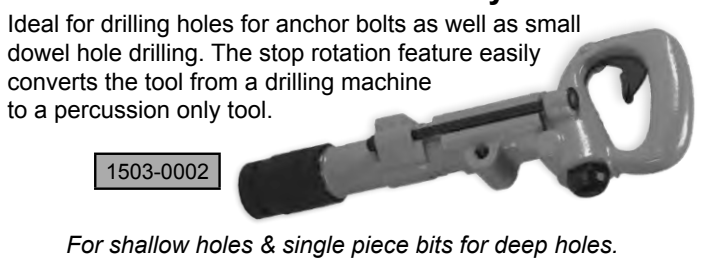 Ideal for drilling holes for anchor bolts as well as small
dowel hole drilling. The stop rotation feature easily
converts the tool from a drilling machine
to a percussion only tool.
1503-0002
For shallow holes & single piece bits for deep holes.